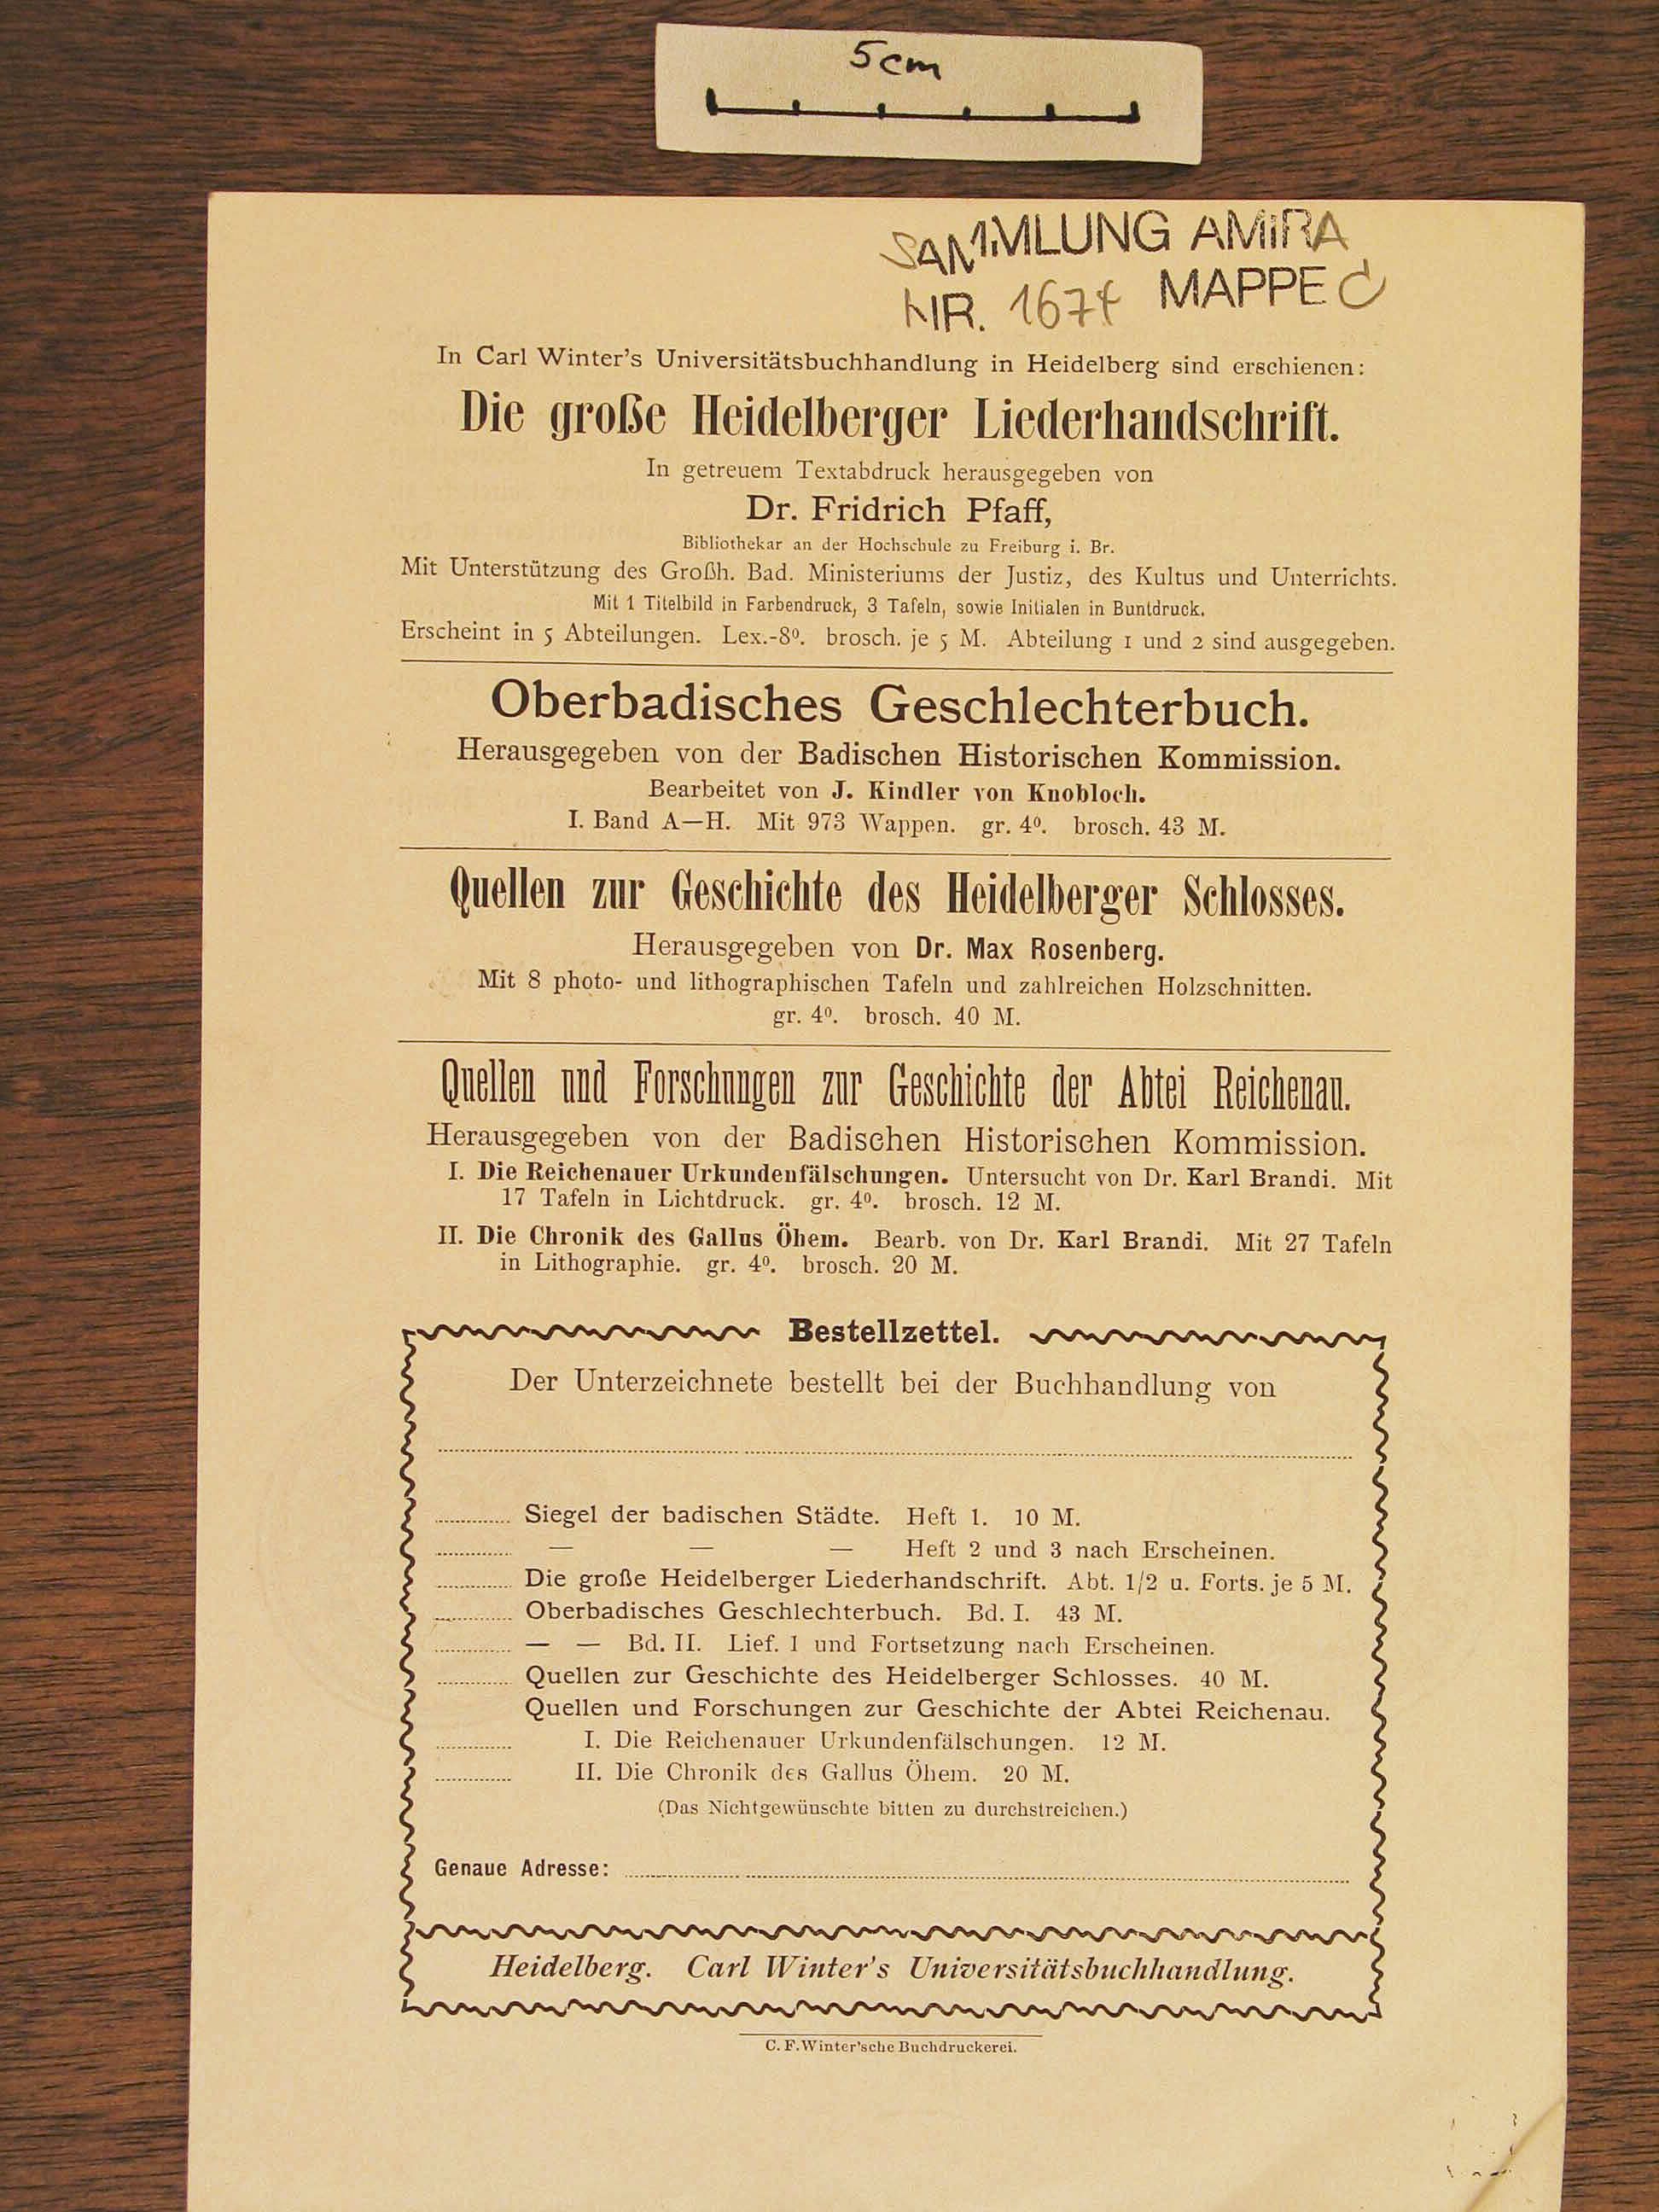 5cm
SAMMLUNG AMIRA
NR. 1674 MAPPE
In Carl Winter's Universitätsbuchhandlung in Heidelberg sind erschienen:
Die große Heidelberger Liederhandschrift.
In getreuem Textabdruck herausgegeben von
Dr. Fridrich Pfaff,
Bibliothekar an der Hochschule zu Freiburg i. Br.
Mit Unterstützung des Großh. Bad. Ministeriums der Justiz, des Kultus und Unterrichts.
Mit 1 Titelbild in Farbendruck, 3 Tafeln, sowie Initialen in Buntdruck.
Erscheint in 5 Abteilungen. Lex.-8⁰. brosch. je 5 M. Abteilung 1 und 2 sind ausgegeben.
Oberbadisches Geschlechterbuch.
Herausgegeben von der Badischen Historischen Kommission.
Bearbeitet von J. Kindler von Knobloch.
I. Band A—H. Mit 973 Wappen. gr. 4⁰. brosch. 43 M.
Quellen zur Geschichte des Heidelberger Schlosses.
Herausgegeben von Dr. Max Rosenberg.
Mit 8 photo- und lithographischen Tafeln und zahlreichen Holzschnitten.
gr. 4⁰. brosch. 40 M.
Quellen und Forschungen zur Geschichte der Abtei Reichenau.
Herausgegeben von der Badischen Historischen Kommission.
I. Die Reichenauer Urkundenfälschungen. Untersucht von Dr. Karl Brandi. Mit
17 Tafeln in Lichtdruck. gr. 4⁰. brosch. 12 M.
II. Die Chronik des Gallus Öhem. Bearb. von Dr. Karl Brandi. Mit 27 Tafeln
in Lithographie. gr. 4⁰. brosch. 20 M.
Bestellzettel.
Der Unterzeichnete bestellt bei der Buchhandlung von
Siegel der badischen Städte. Heft 1. 10 M.
— — — Heft 2 und 3 nach Erscheinen.
Die große Heidelberger Liederhandschrift. Abt. 1/2 u. Forts. je 5 M.
Oberbadisches Geschlechterbuch. Bd. I. 43 M.
— — Bd. II. Lief. 1 und Fortsetzung nach Erscheinen.
Quellen zur Geschichte des Heidelberger Schlosses. 40 M.
Quellen und Forschungen zur Geschichte der Abtei Reichenau.
I. Die Reichenauer Urkundenfälschungen. 12 M.
II. Die Chronik des Gallus Öhem. 20 M.
(Das Nichtgewünschte bitten zu durchstreichen.)
Genaue Adresse:
Heidelberg. Carl Winter's Universitätsbuchhandlung.
C. F. Winter'sche Buchdruckerei.